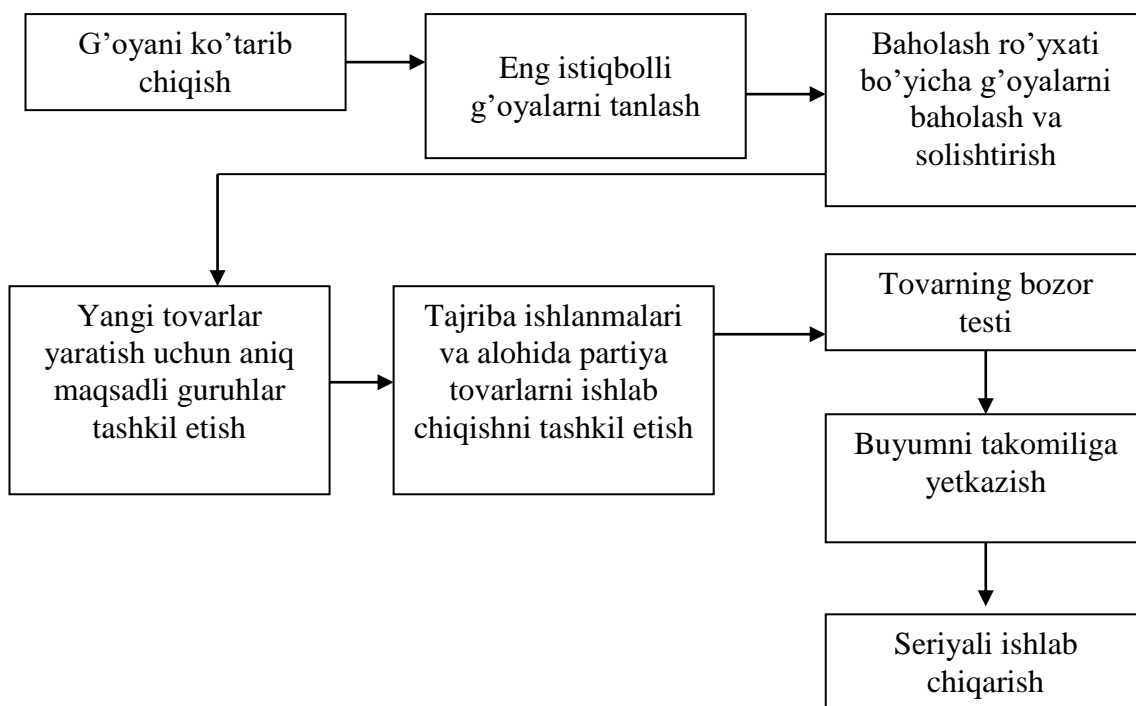 G’oyani ko’tarib
chiqish
Eng istiqbolli
g’oyalarni tanlash
Baholash ro’yxati
bo’yicha g’oyalarni
baholash va
solishtirish
Yangi tovarlar
yaratish uchun aniq
maqsadli guruhlar
tashkil etish
Tajriba ishlanmalari
va alohida partiya
tovarlarni ishlab
chiqishni tashkil etish
Tovarning bozor
testi
Buyumni takomiliga
yetkazish
Seriyali ishlab
chiqarish